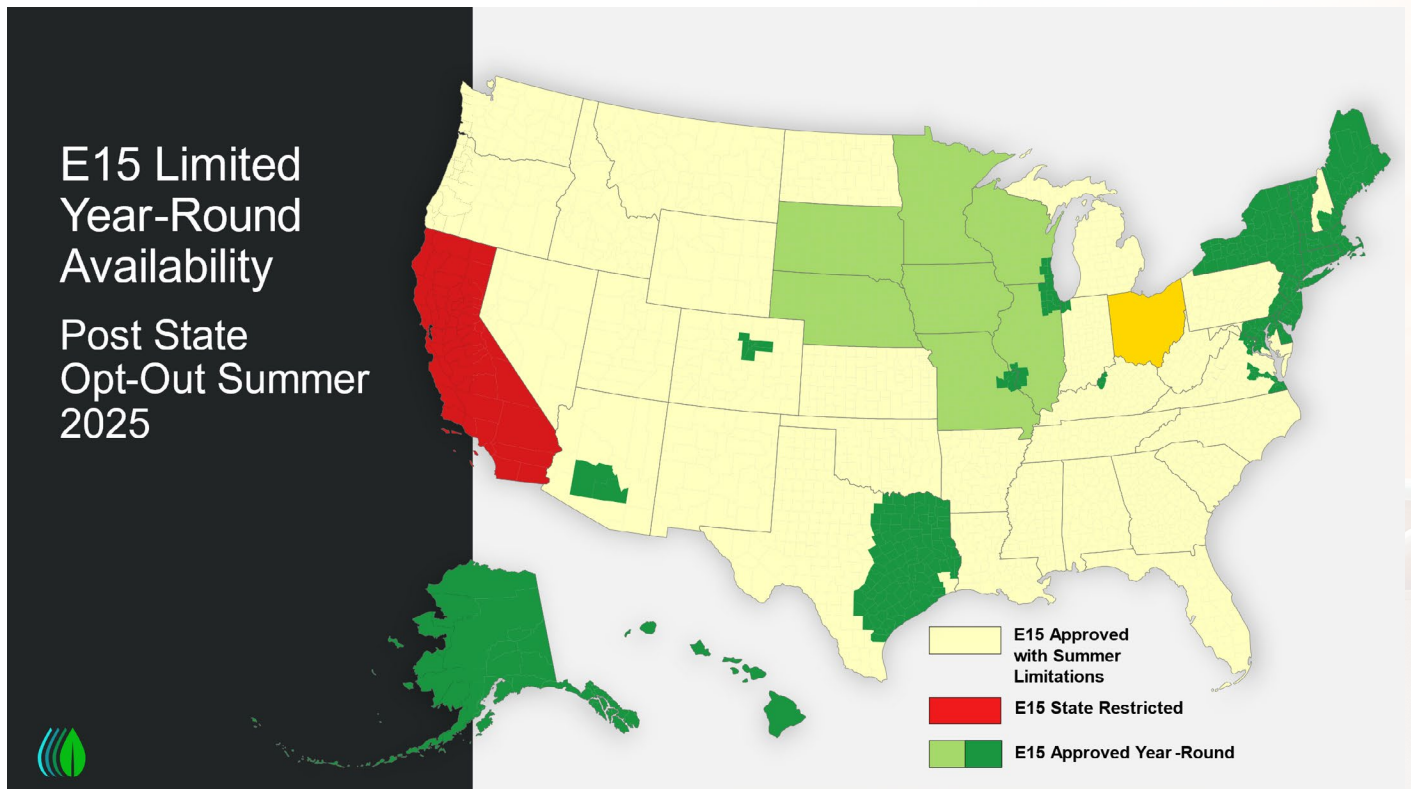 E15 Limited
Year-Round
Availability
Post State
Opt-Out Summer
2025
E15 Approved
with Summer
Limitations
E15 State Restricted
E15 Approved Year -Round